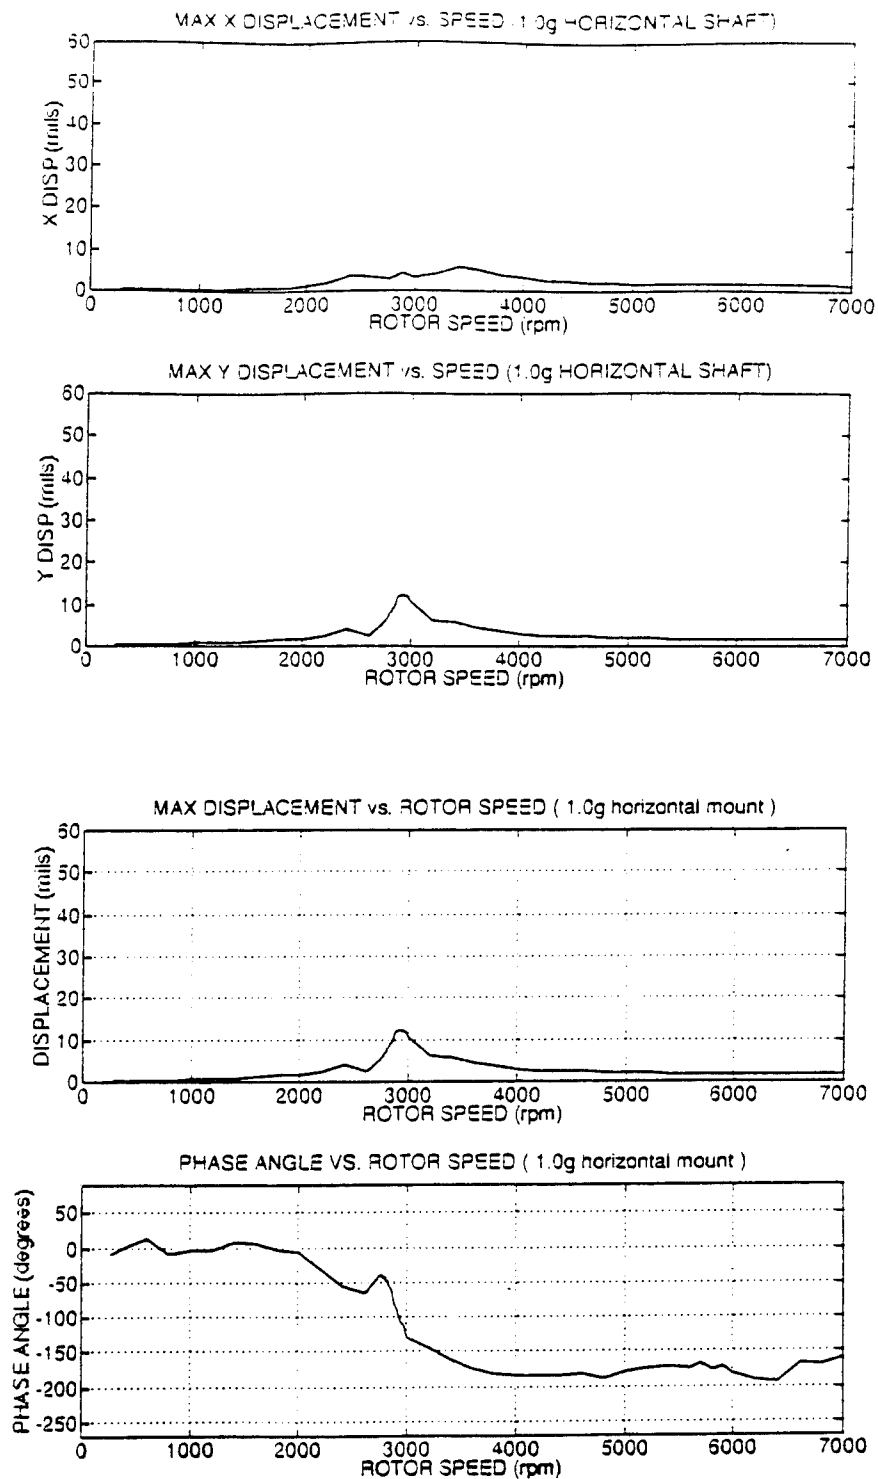 MAX X DISPLACEMENT vs. SPEED (1.0g HORIZONTAL SHAFT)
60
50
40
30
20
10
0
X DISP (mils)
0 1000 2000 3000 4000 5000 6000 7000
ROTOR SPEED (rpm)
MAX Y DISPLACEMENT vs. SPEED (1.0g HORIZONTAL SHAFT)
60
50
40
30
20
10
0
Y DISP (mils)
0 1000 2000 3000 4000 5000 6000 7000
ROTOR SPEED (rpm)
MAX DISPLACEMENT vs. ROTOR SPEED ( 1.0g horizontal mount )
60
50
40
30
20
10
0
DISPLACEMENT (mils)
0 1000 2000 3000 4000 5000 6000 7000
ROTOR SPEED (rpm)
PHASE ANGLE VS. ROTOR SPEED ( 1.0g horizontal mount )
50
0
-50
-100
-150
-200
-250
PHASE ANGLE (degrees)
0 1000 2000 3000 4000 5000 6000 7000
ROTOR SPEED (rpm)